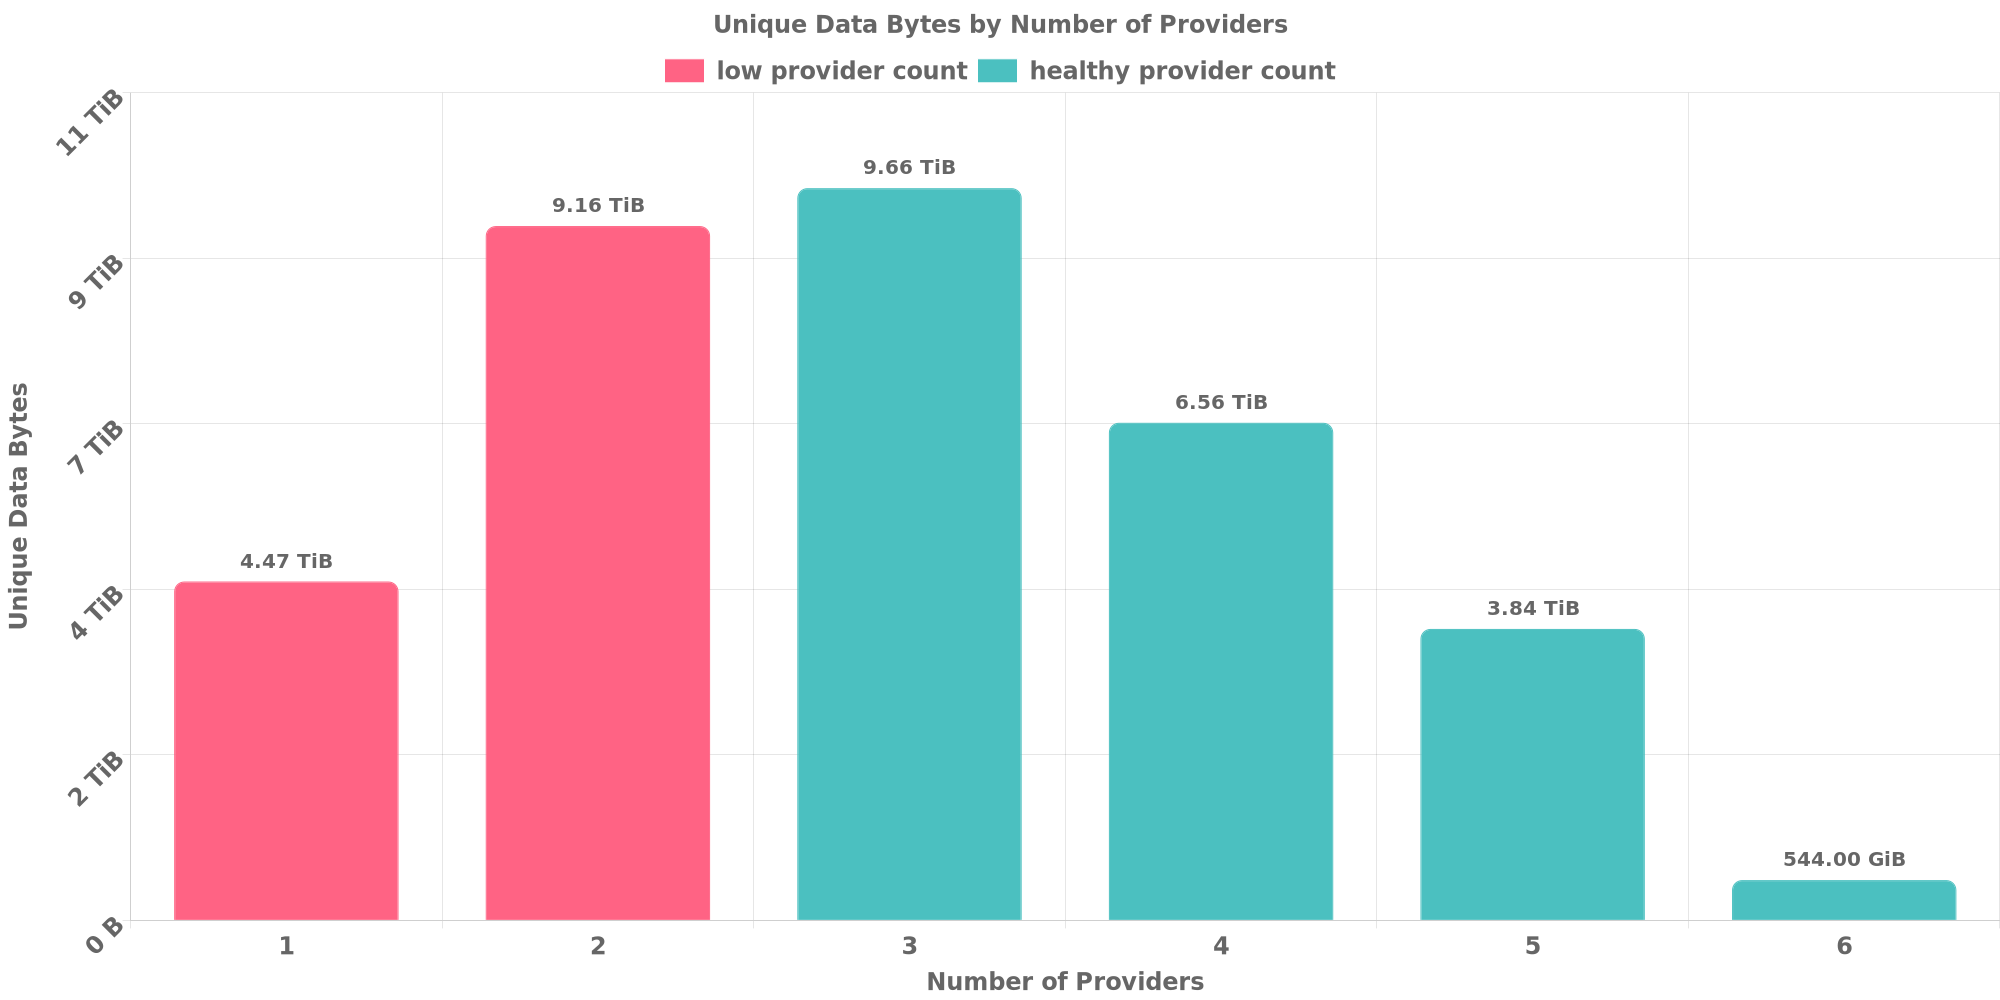 Unique Data Bytes by Number of Providers
low provider count healthy provider count
11 TiB
9 TiB
7 TiB
4 TiB
2 TiB
0 B
Unique Data Bytes
4.47 TiB
9.16 TiB
9.66 TiB
6.56 TiB
3.84 TiB
544.00 GiB
1 2 3 4 5 6
Number of Providers